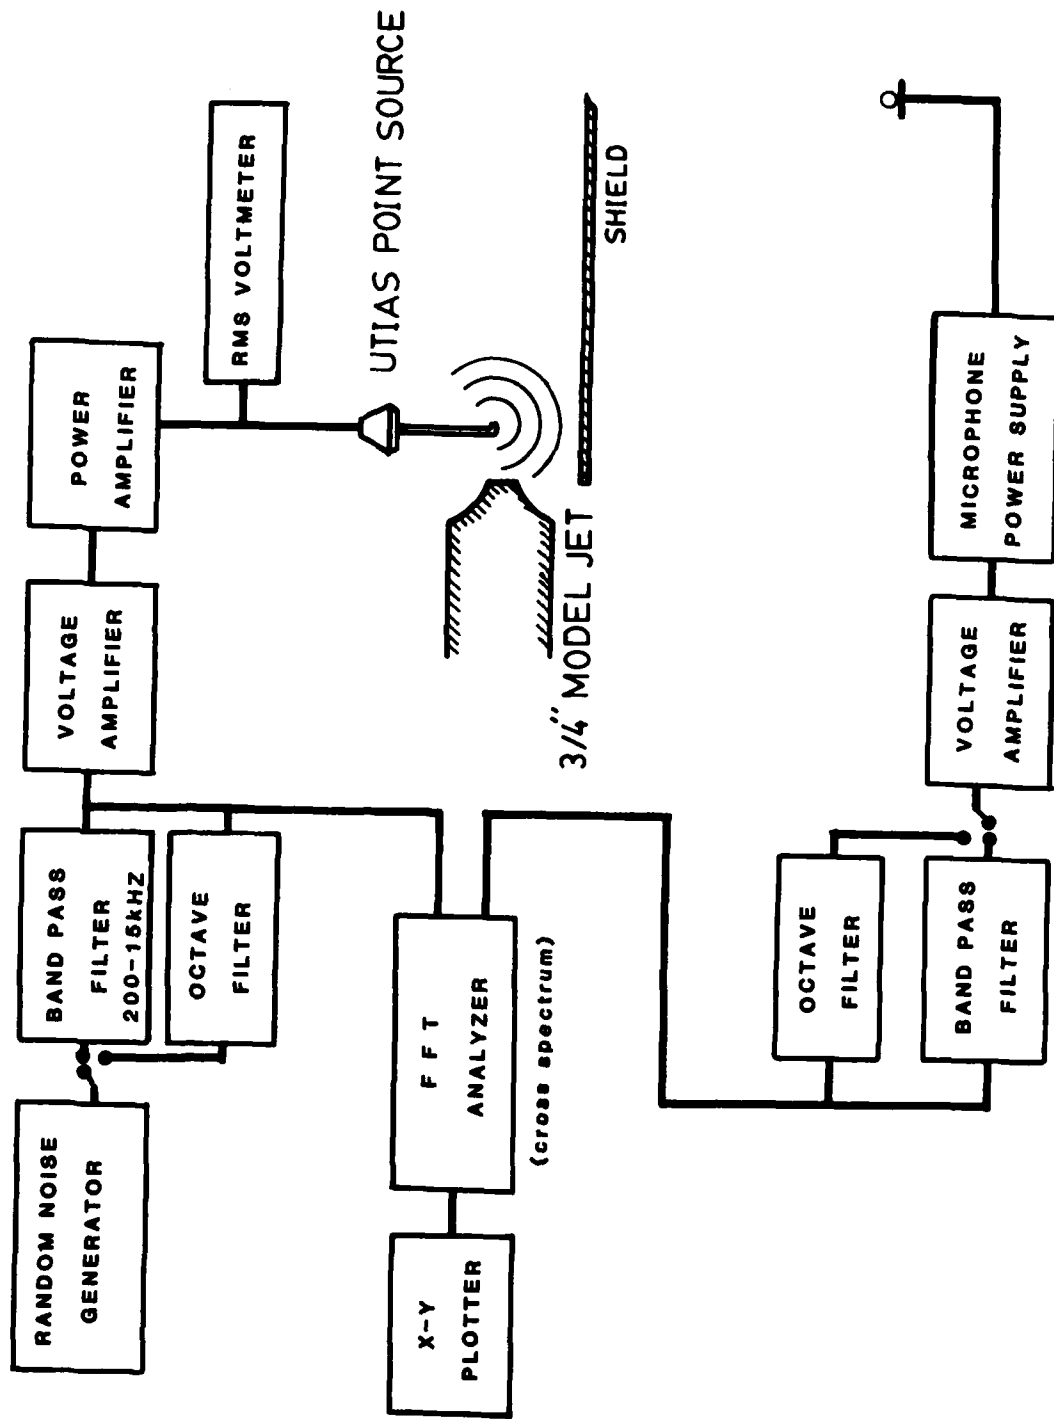 RANDOM NOISE
GENERATOR
BAND PASS
FILTER
200-15kHZ
OCTAVE
FILTER
VOLTAGE
AMPLIFIER
POWER
AMPLIFIER
RMS VOLTMETER
UTIAS POINT SOURCE
X-Y
PLOTTER
FFT
ANALYZER
(cross spectrum)
3/4" MODEL JET
SHIELD
OCTAVE
FILTER
BAND PASS
FILTER
VOLTAGE
AMPLIFIER
MICROPHONE
POWER SUPPLY